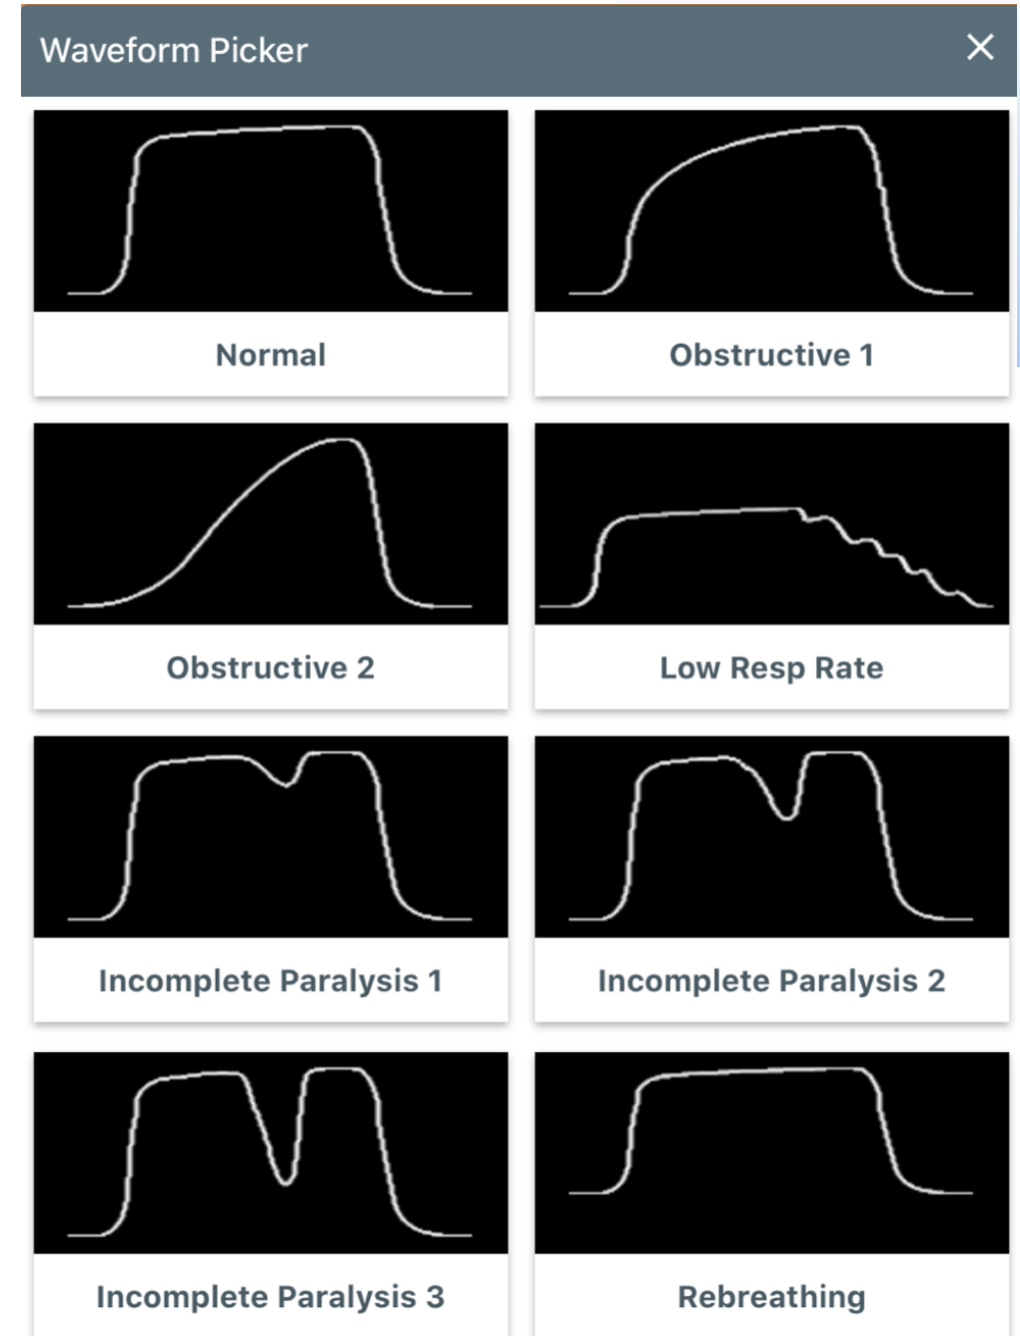 Waveform Picker
Normal
Obstructive 1
Obstructive 2
Low Resp Rate
Incomplete Paralysis 1
Incomplete Paralysis 2
Incomplete Paralysis 3
Rebreathing